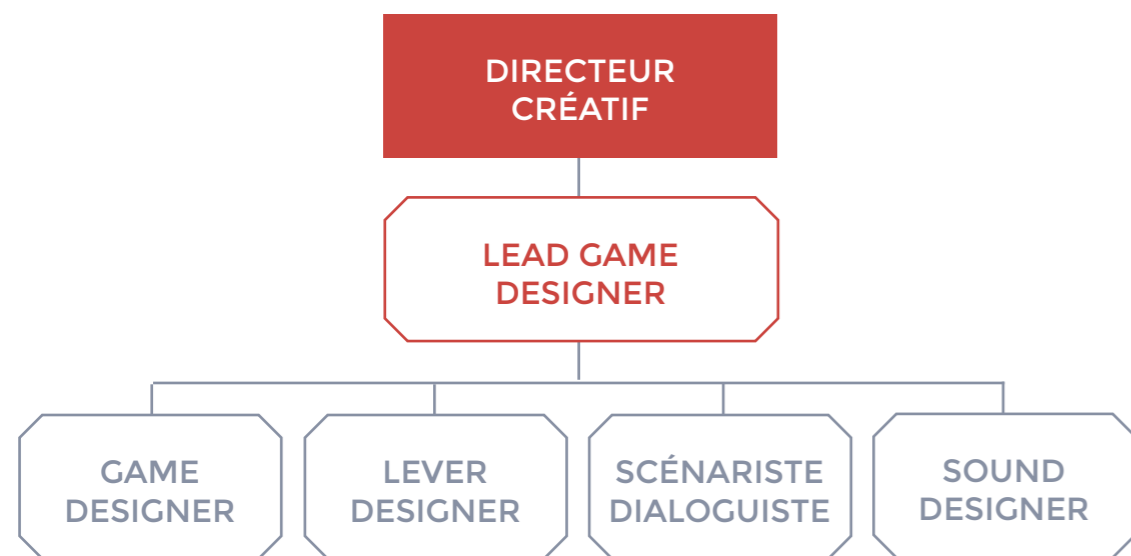 DIRECTEUR
CRÉATIF
LEAD GAME
DESIGNER
GAME
DESIGNER
LEVER
DESIGNER
SCÉNARISTE
DIALOGUISTE
SOUND
DESIGNER